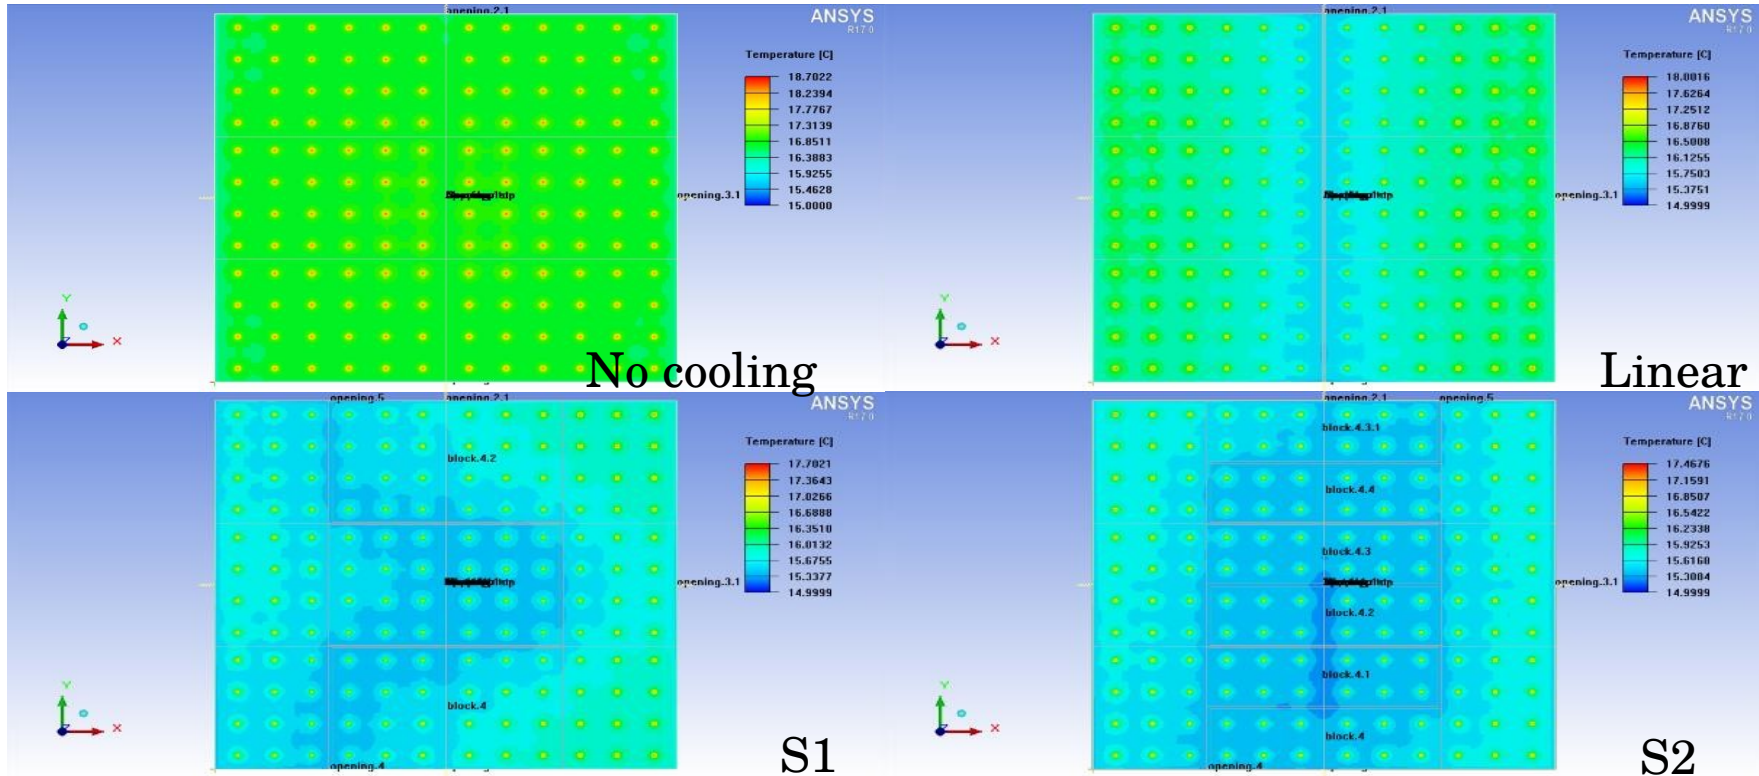 opening.2.1
ANSYS
R17.0
Temperature [C]
18.7022
18.2394
17.7767
17.3139
16.8511
16.3883
15.9255
15.4628
15.0000
opening.3.1
Y
X
No cooling
opening.2.1
ANSYS
R17.0
Temperature [C]
18.0016
17.6264
17.2512
16.8760
16.5008
16.1255
15.7503
15.3751
14.9999
opening.3.1
Y
X
Linear
opening.5
opening.2.1
ANSYS
R17.0
block.4.2
Temperature [C]
17.7021
17.3643
17.0266
16.6888
16.3510
16.0132
15.6755
15.3377
14.9999
opening.3.1
block.4
Y
X
opening.4
S1
opening.2.1
opening.5
ANSYS
R17.0
block.4.3.1
Temperature [C]
17.4676
17.1591
16.8507
16.5422
16.2338
15.9253
15.6168
15.3084
14.9999
block.4.4
block.4.3
opening.3.1
block.4.2
block.4.1
block.4
Y
X
opening.4
S2